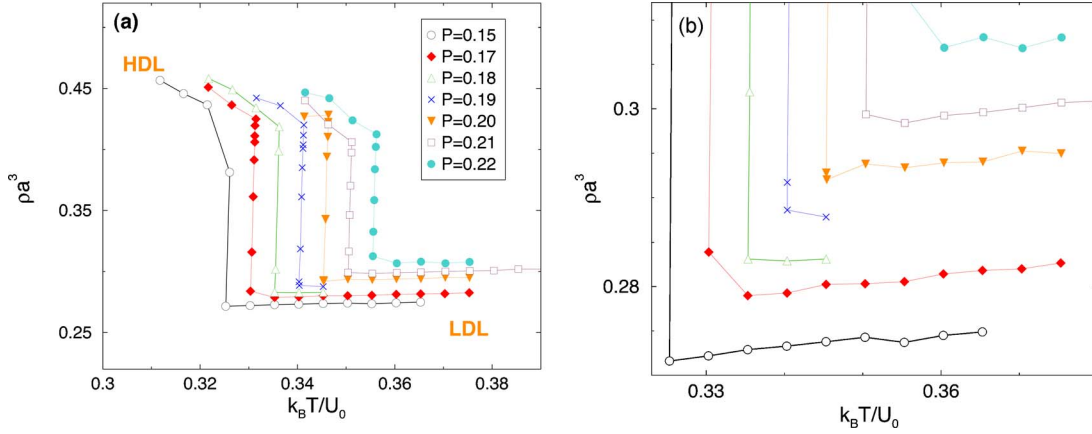 (a)
HDL
P=0.15
P=0.17
P=0.18
P=0.19
P=0.20
P=0.21
P=0.22
LDL
0.45
0.35
0.25
ρa³
0.3 0.32 0.34 0.36 0.38
k_BT/U₀
(b)
0.3
0.28
ρa³
0.33 0.36
k_BT/U₀